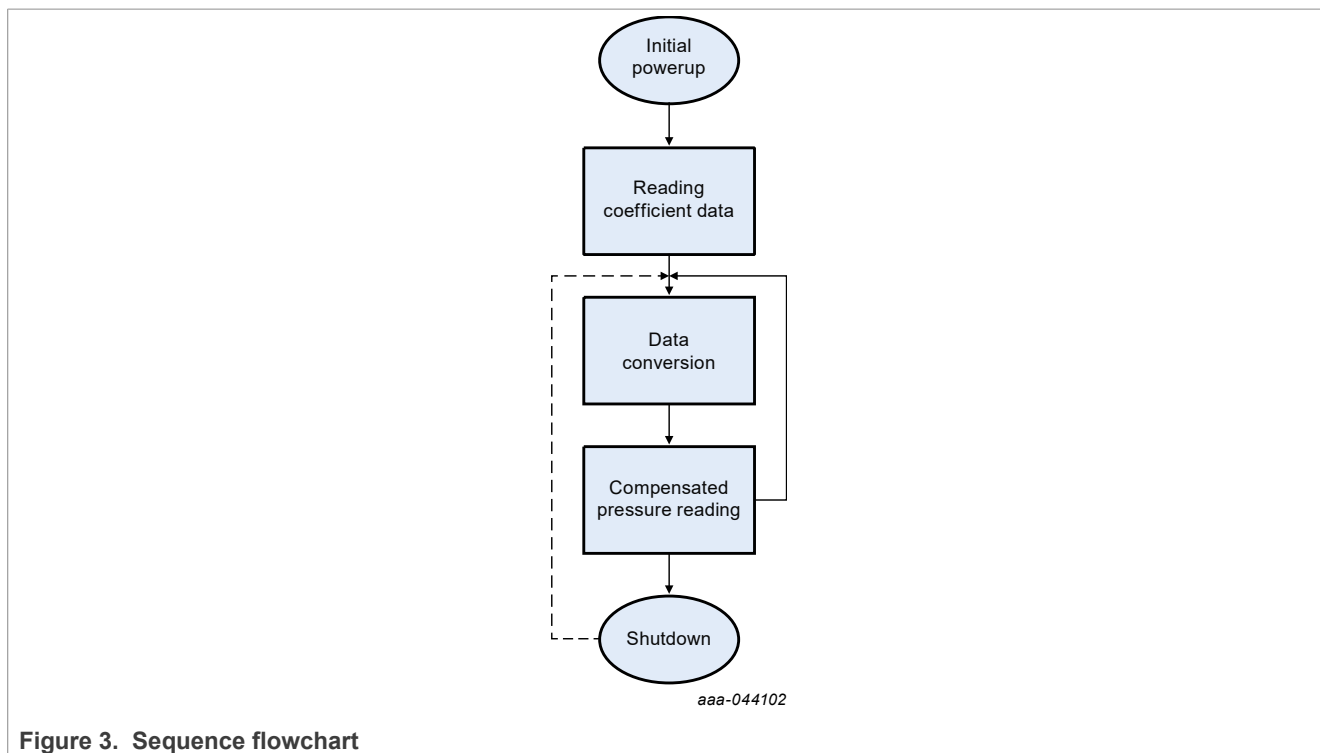 Initial
powerup
Reading
coefficient data
Data
conversion
Compensated
pressure reading
Shutdown
aaa-044102
Figure 3. Sequence flowchart